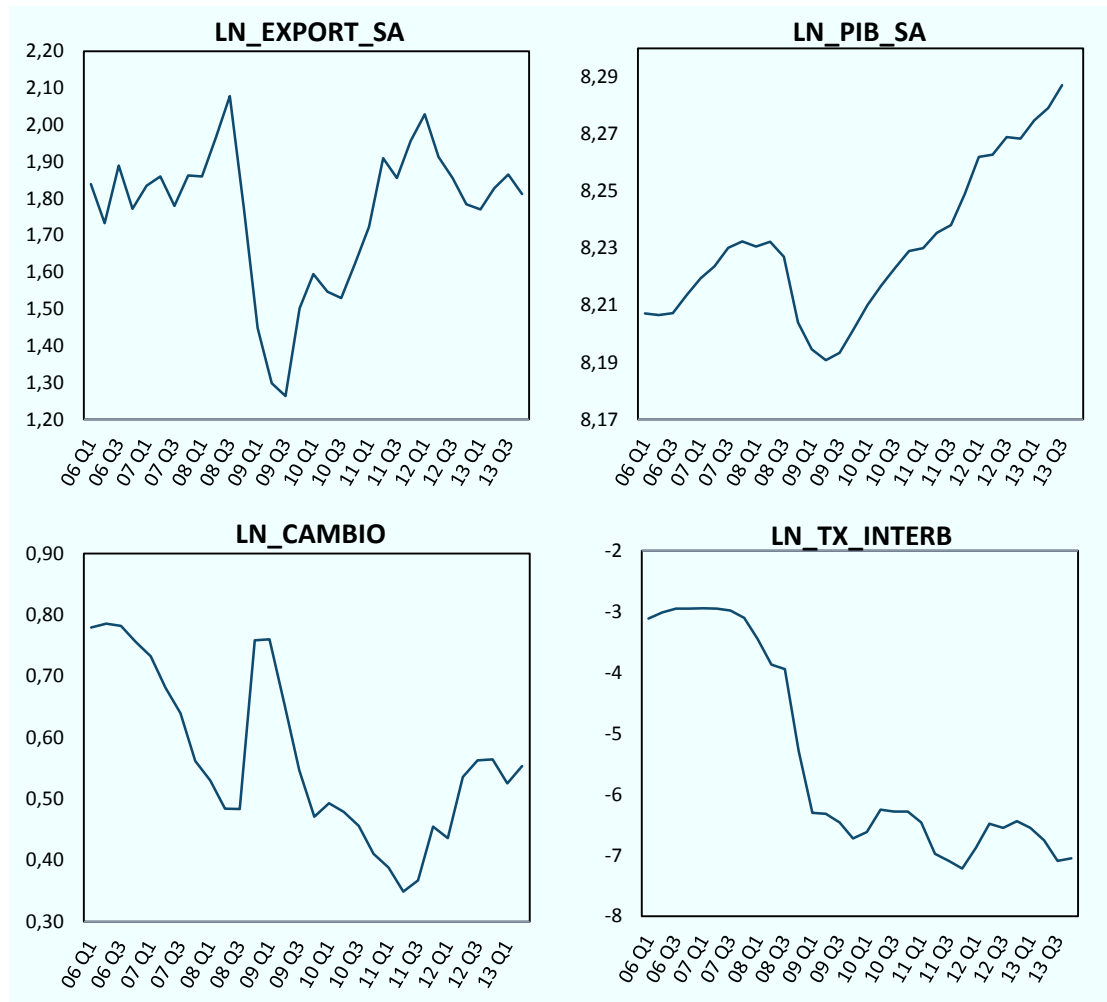 LN_EXPORT_SA
2,20
2,10
2,00
1,90
1,80
1,70
1,60
1,50
1,40
1,30
1,20
06 Q1
06 Q3
07 Q1
07 Q3
08 Q1
08 Q3
09 Q1
09 Q3
10 Q1
10 Q3
11 Q1
11 Q3
12 Q1
12 Q3
13 Q1
13 Q3
LN_PIB_SA
8,29
8,27
8,25
8,23
8,21
8,19
8,17
06 Q1
06 Q3
07 Q1
07 Q3
08 Q1
08 Q3
09 Q1
09 Q3
10 Q1
10 Q3
11 Q1
11 Q3
12 Q1
12 Q3
13 Q1
13 Q3
LN_CAMBIO
0,90
0,80
0,70
0,60
0,50
0,40
0,30
06 Q1
06 Q3
07 Q1
07 Q3
08 Q1
08 Q3
09 Q1
09 Q3
10 Q1
10 Q3
11 Q1
11 Q3
12 Q1
12 Q3
13 Q1
LN_TX_INTERB
-2
-3
-4
-5
-6
-7
-8
06 Q1
06 Q3
07 Q1
07 Q3
08 Q1
08 Q3
09 Q1
09 Q3
10 Q1
10 Q3
11 Q1
11 Q3
12 Q1
12 Q3
13 Q1
13 Q3